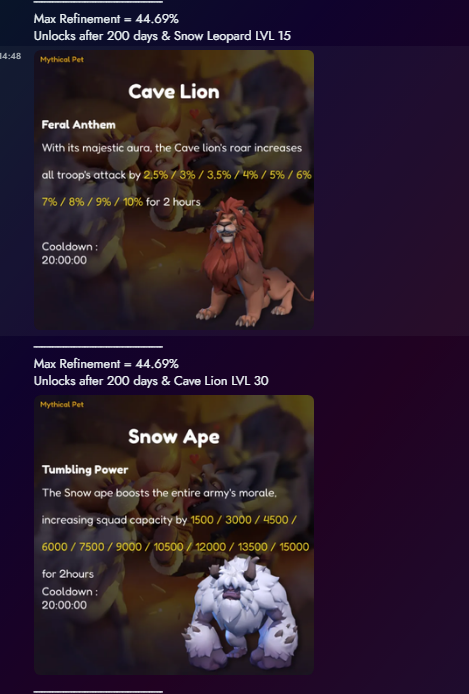 Max Refinement = 44.69%
Unlocks after 200 days & Snow Leopard LVL 15
14:48
Mythical Pet
Cave Lion
Feral Anthem
With its majestic aura, the Cave lion's roar increases
all troop's attack by 2,5% / 3% / 3,5% / 4% / 5% / 6%
7% / 8% / 9% / 10% for 2 hours
Cooldown :
20:00:00
Max Refinement = 44.69%
Unlocks after 200 days & Cave Lion LVL 30
Mythical Pet
Snow Ape
Tumbling Power
The Snow ape boosts the entire army's morale,
increasing squad capacity by 1500 / 3000 / 4500 /
6000 / 7500 / 9000 / 10500 / 12000 / 13500 / 15000
for 2hours
Cooldown :
20:00:00